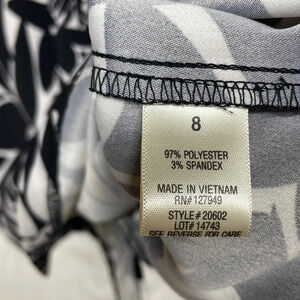 8
97% POLYESTER
3% SPANDEX
MADE IN VIETNAM
RN#127949
STYLE#20602
LOT#14743
SEE REVERSE FOR CARE